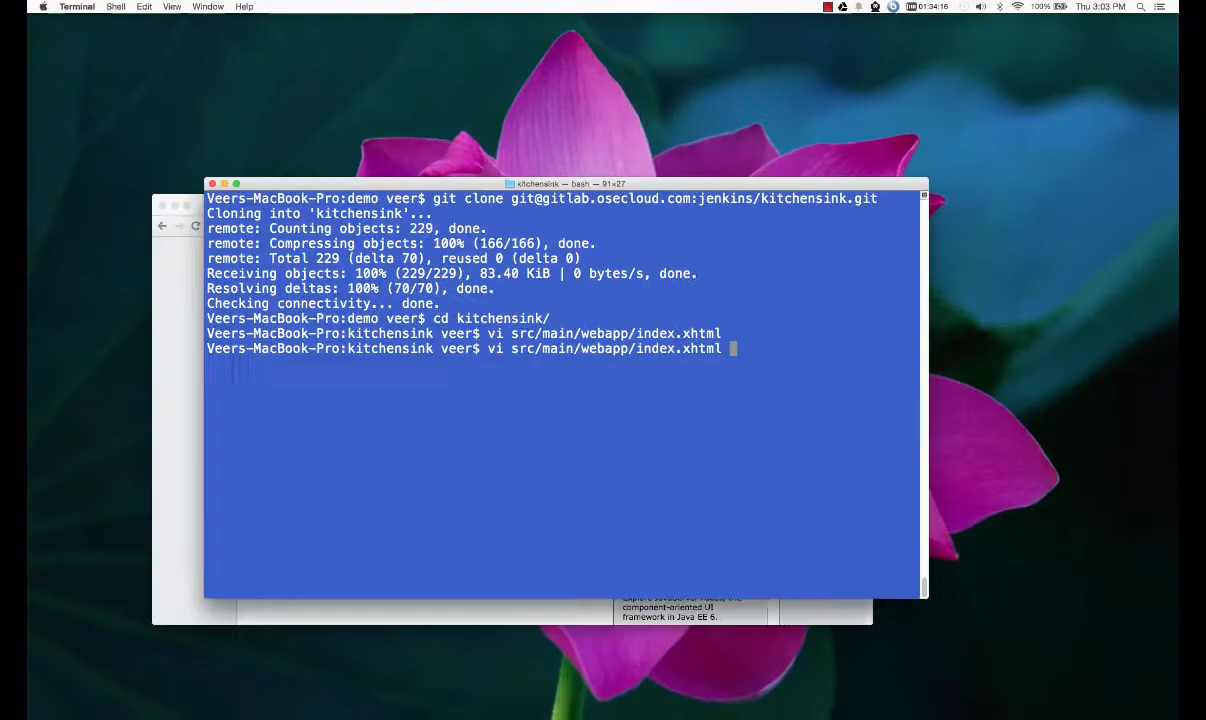 Terminal Shell Edit View Window Help
01:34:16 100% Thu 3:03 PM
kitchensink — bash — 91×27
Veers-MacBook-Pro:demo veer$ git clone git@gitlab.osecloud.com:jenkins/kitchensink.git
Cloning into 'kitchensink'...
remote: Counting objects: 229, done.
remote: Compressing objects: 100% (166/166), done.
remote: Total 229 (delta 70), reused 0 (delta 0)
Receiving objects: 100% (229/229), 83.40 KiB | 0 bytes/s, done.
Resolving deltas: 100% (70/70), done.
Checking connectivity... done.
Veers-MacBook-Pro:demo veer$ cd kitchensink/
Veers-MacBook-Pro:kitchensink veer$ vi src/main/webapp/index.xhtml
Veers-MacBook-Pro:kitchensink veer$ vi src/main/webapp/index.xhtml
component-oriented UI
framework in Java EE 6.